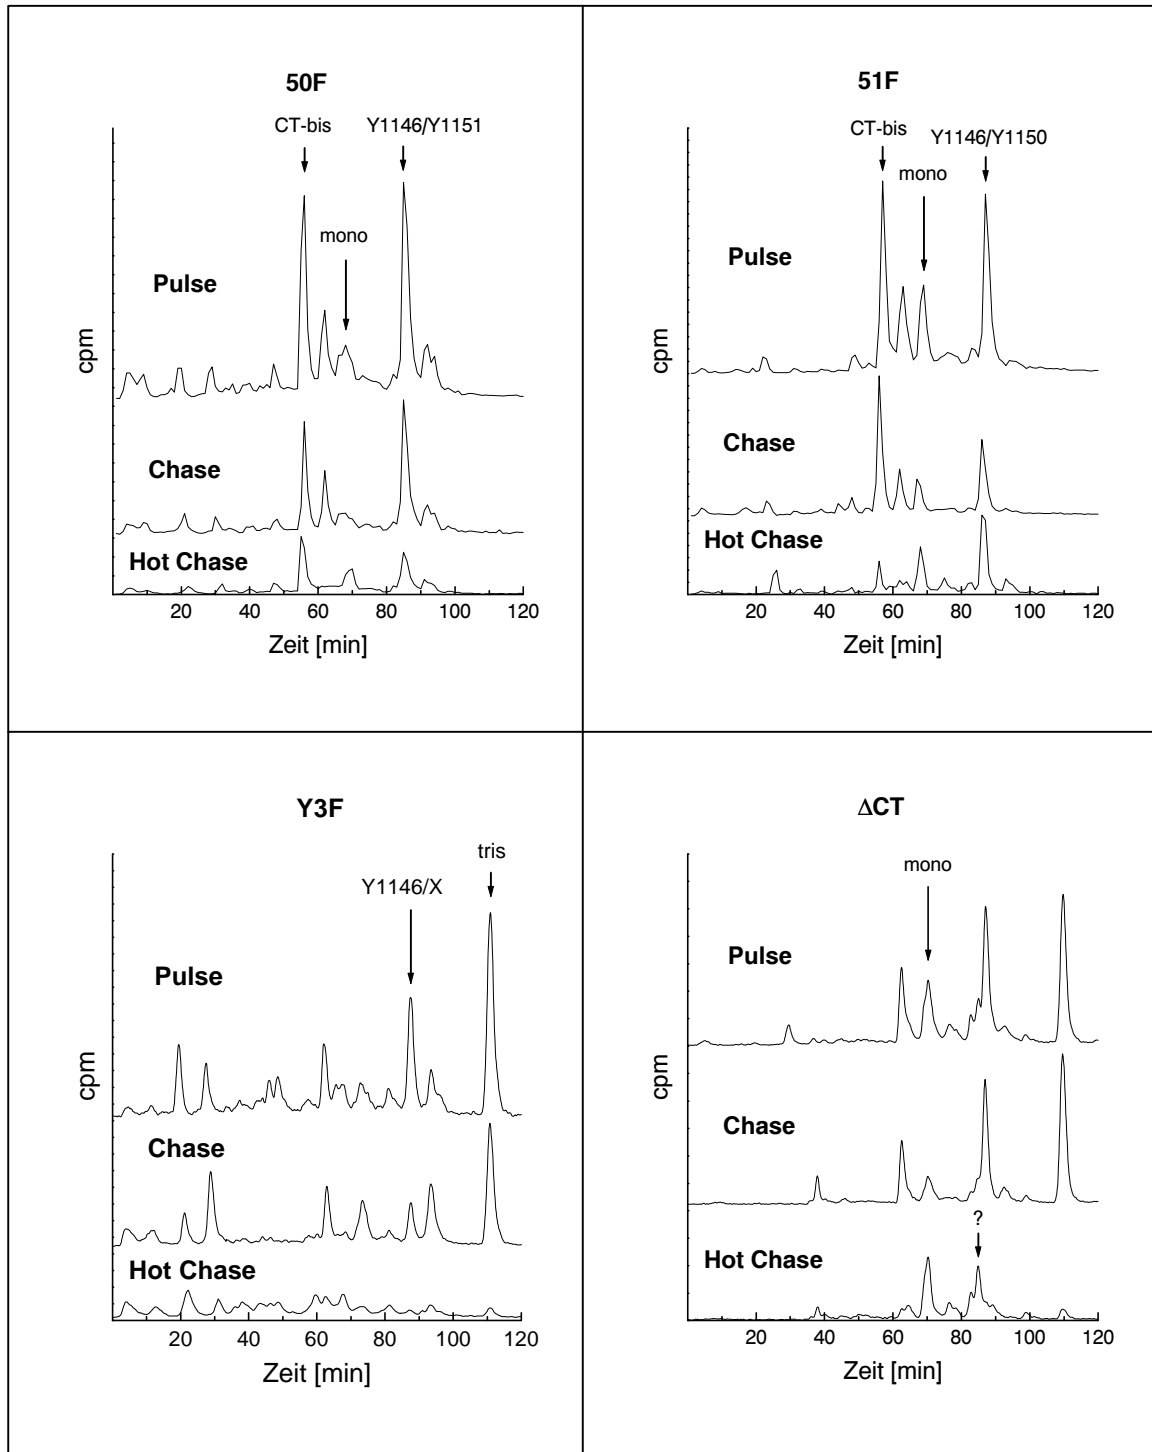 50F
CT-bis
Y1146/Y1151
mono
Pulse
Chase
Hot Chase
cpm
20 40 60 80 100 120
Zeit [min]
51F
CT-bis
Y1146/Y1150
mono
Pulse
Chase
Hot Chase
cpm
20 40 60 80 100 120
Zeit [min]
Y3F
tris
Y1146/X
Pulse
Chase
Hot Chase
cpm
20 40 60 80 100 120
Zeit [min]
ΔCT
mono
Pulse
Chase
?
Hot Chase
cpm
20 40 60 80 100 120
Zeit [min]